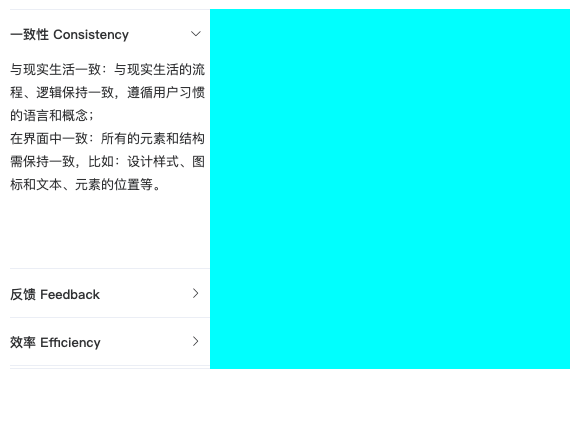 一致性 Consistency
与现实生活一致：与现实生活的流
程、逻辑保持一致，遵循用户习惯
的语言和概念；
在界面中一致：所有的元素和结构
需保持一致，比如：设计样式、图
标和文本、元素的位置等。
反馈 Feedback
效率 Efficiency